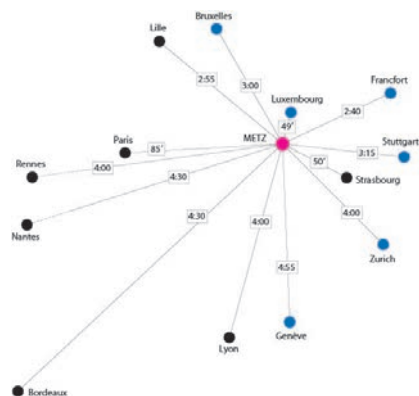 Bruxelles
Lille
3:00
2:55
Francfort
Luxembourg
2:40
49'
METZ
Stuttgart
Paris
85'
3:15
50'
Rennes
4:00
Strasbourg
4:30
4:30
4:00
4:00
Nantes
Zurich
4:55
Genève
Lyon
Bordeaux